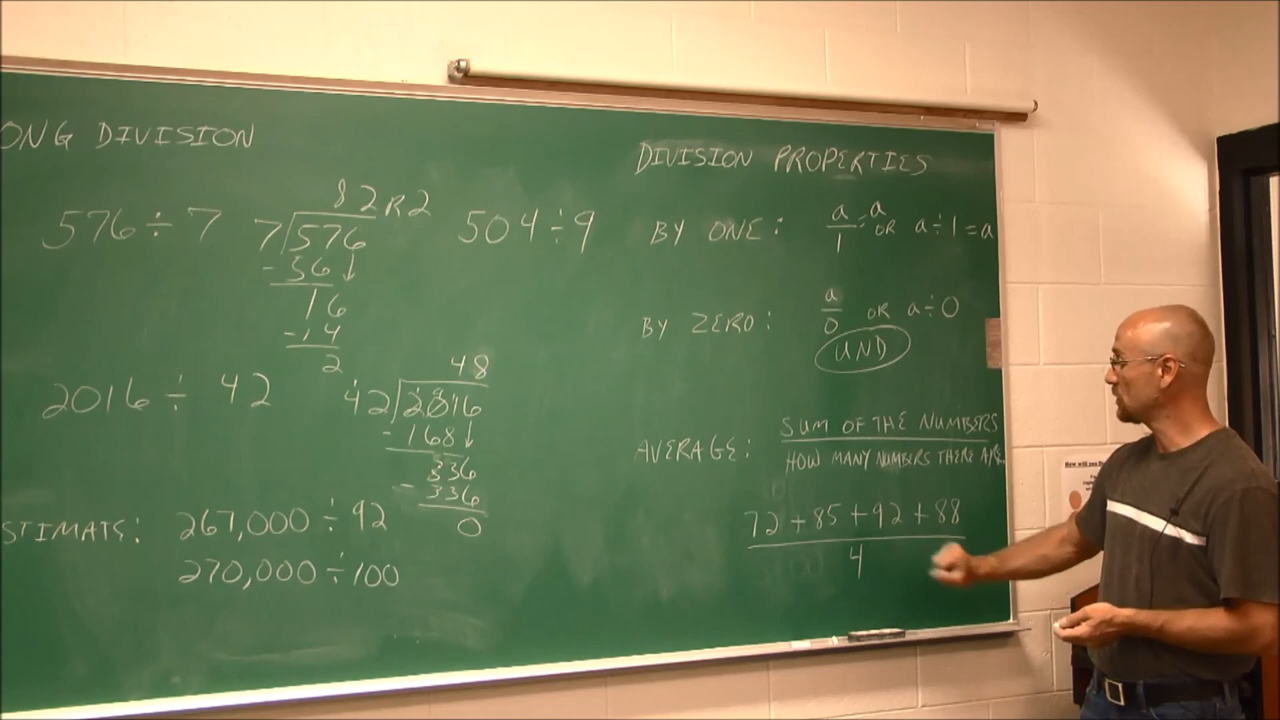 ONG DIVISION
576 ÷ 7
82 R2
7 576
-56
16
-14
2
504 ÷ 9
2016 ÷ 42
48
42 2016
-168
336
-336
0
STIMATE: 267,000 ÷ 92
270,000 ÷ 100
DIVISION PROPERTIES
BY ONE: a/1 = a OR a ÷ 1 = a
BY ZERO: a/0 OR a ÷ 0
UND
AVERAGE: SUM OF THE NUMBERS
HOW MANY NUMBERS THERE ARE
72 + 85 + 92 + 88
4